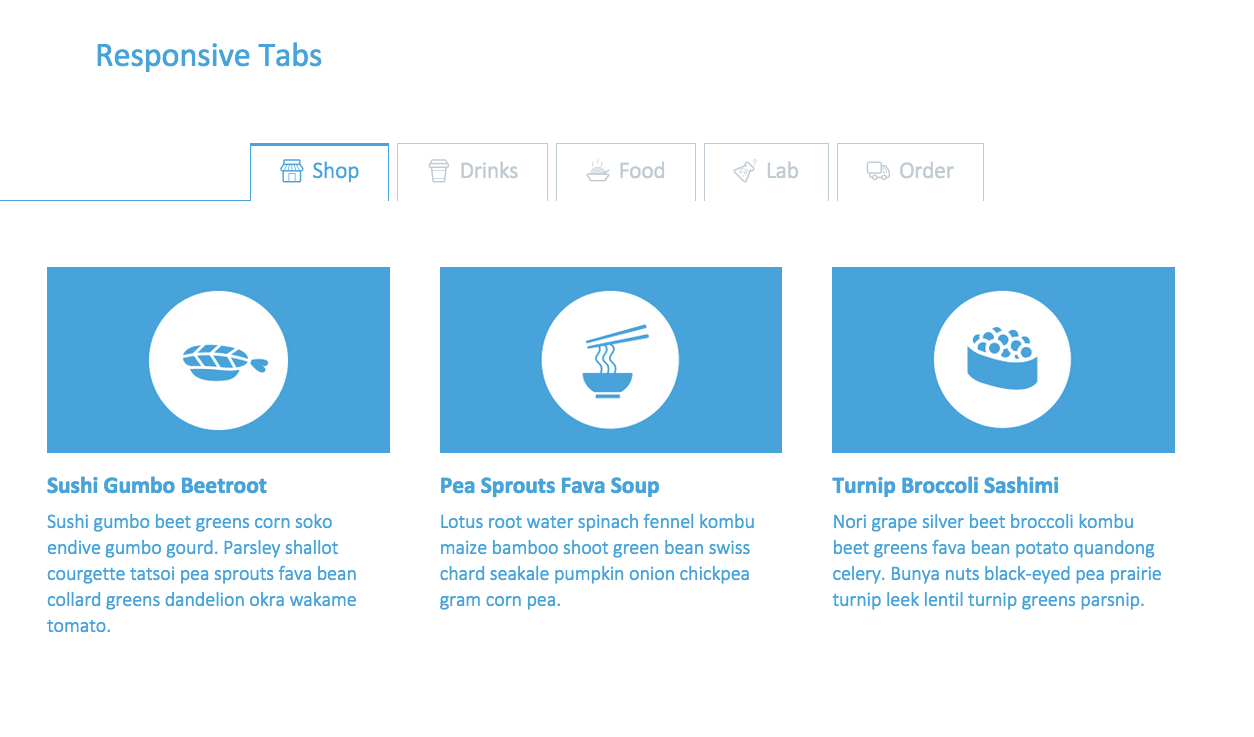 Responsive Tabs
Shop
Drinks
Food
Lab
Order
Sushi Gumbo Beetroot
Sushi gumbo beet greens corn soko
endive gumbo gourd. Parsley shallot
courgette tatsoi pea sprouts fava bean
collard greens dandelion okra wakame
tomato.
Pea Sprouts Fava Soup
Lotus root water spinach fennel kombu
maize bamboo shoot green bean swiss
chard seakale pumpkin onion chickpea
gram corn pea.
Turnip Broccoli Sashimi
Nori grape silver beet broccoli kombu
beet greens fava bean potato quandong
celery. Bunya nuts black-eyed pea prairie
turnip leek lentil turnip greens parsnip.